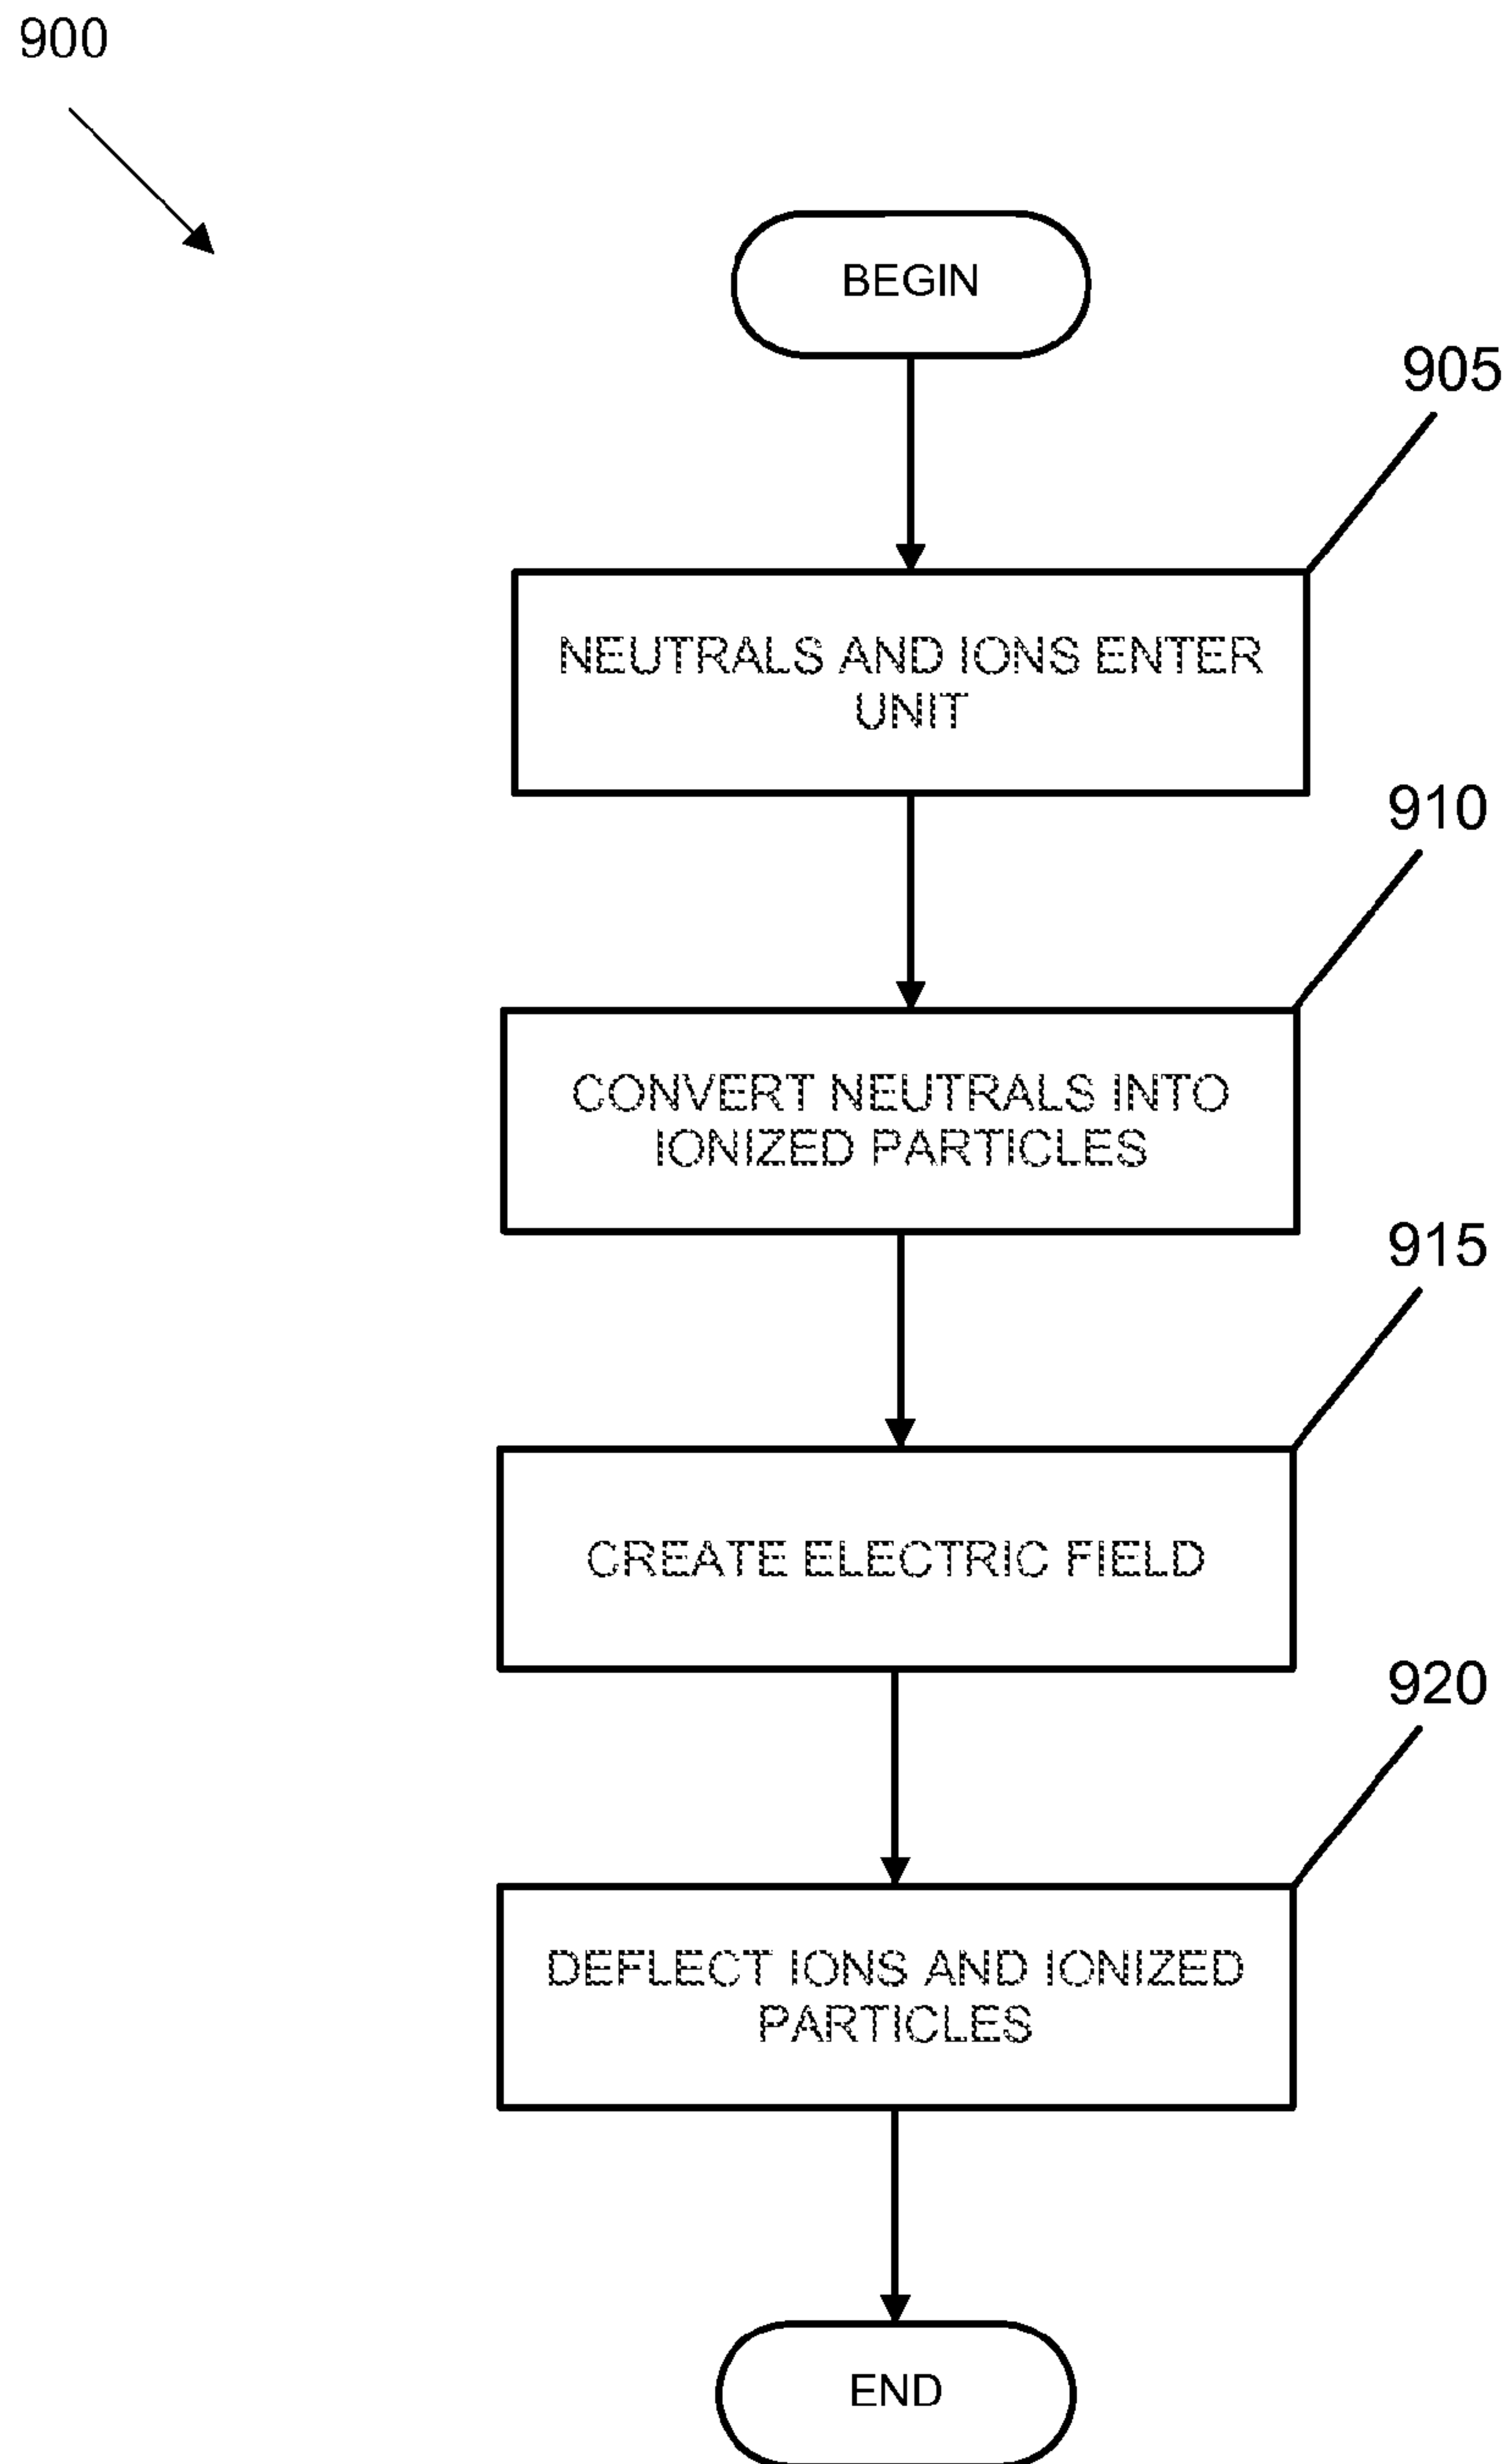 900
BEGIN
905
NEUTRALS AND IONS ENTER
UNIT
910
CONVERT NEUTRALS INTO
IONIZED PARTICLES
915
CREATE ELECTRIC FIELD
920
DEFLECT IONS AND IONIZED
PARTICLES
END